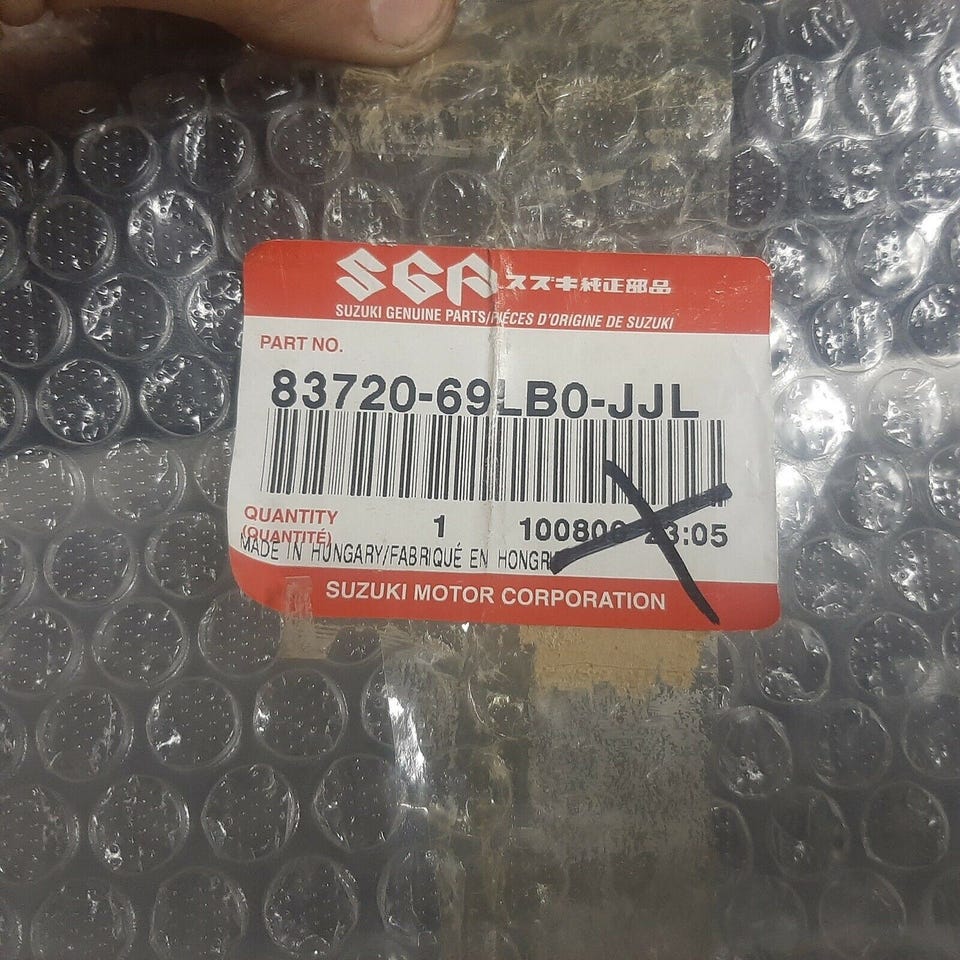 SGP スズキ純正部品
SUZUKI GENUINE PARTS/PIÉCES D'ORIGINE DE SUZUKI
PART NO.
83720-69LB0-JJL
QUANTITY 1
(QUANTITÉ)
MADE IN HUNGARY/FABRIQUÉ EN
SUZUKI MOTOR CORPORATION